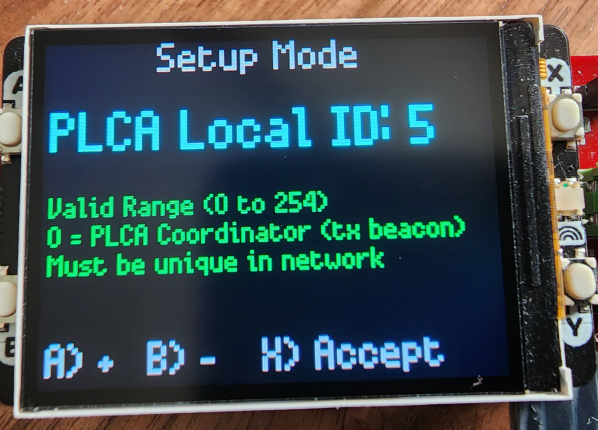 Setup Mode
PLCA Local ID: 5
Valid Range (0 to 254)
0 = PLCA Coordinator (tx beacon)
Must be unique in network
A) + B) - X) Accept
A
X
B
Y